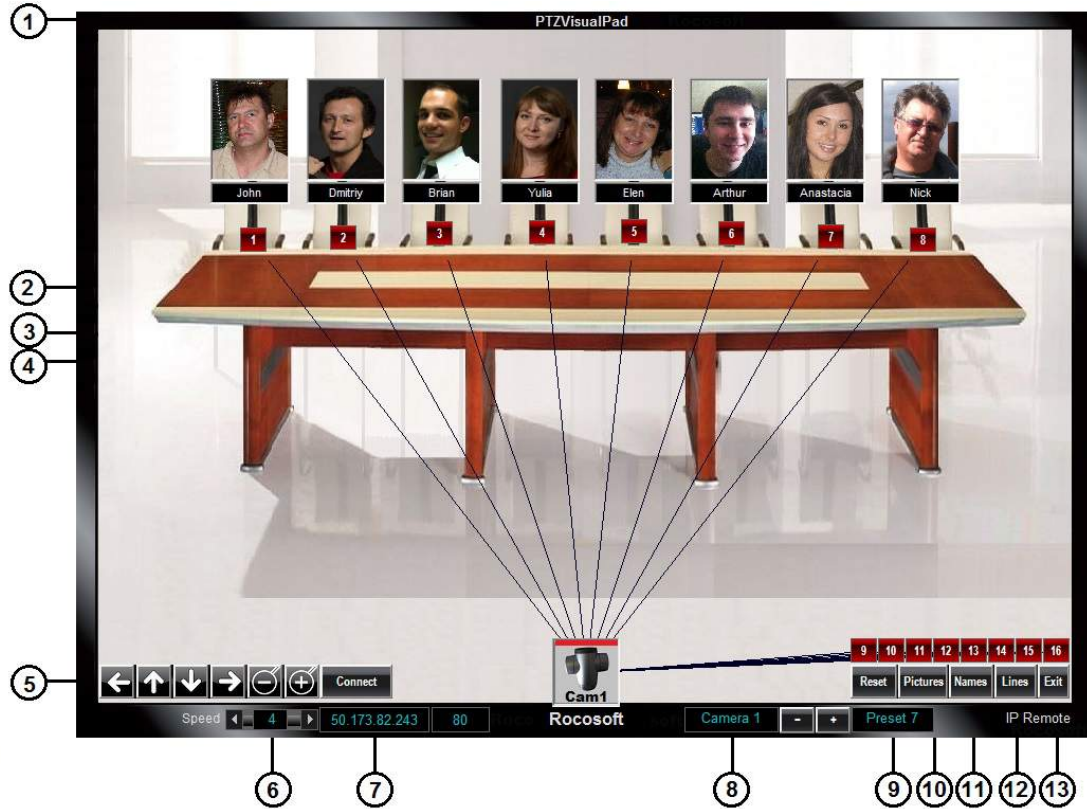 1
PTZVisualPad
John Dmitriy Brian Yulia Elen Arthur Anastacia Nick
1 2 3 4 5 6 7 8
2
3
4
9 10 11 12 13 14 15 16
5
Connect
Cam1
Reset Pictures Names Lines Exit
Speed 4 50.173.82.243 80 Rocosoft Camera 1 - + Preset 7 IP Remote
6 7 8 9 10 11 12 13